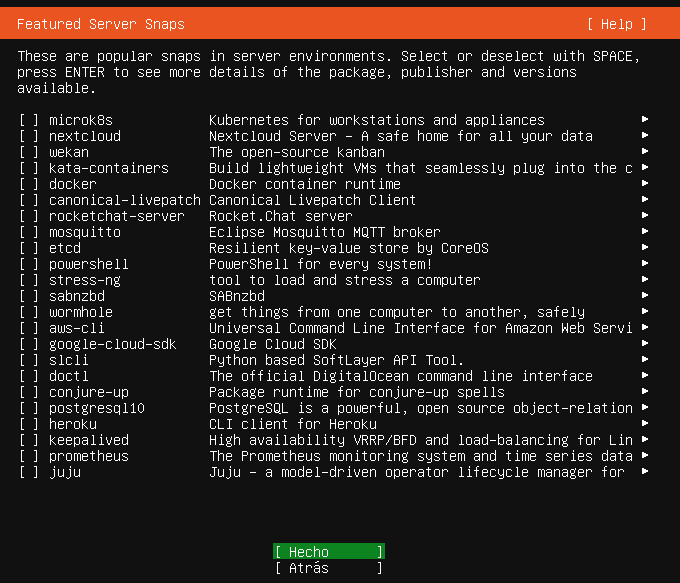 Featured Server Snaps [ Help ]
These are popular snaps in server environments. Select or deselect with SPACE,
press ENTER to see more details of the package, publisher and versions
available.
[ ] microk8s Kubernetes for workstations and appliances ▸
[ ] nextcloud Nextcloud Server - A safe home for all your data ▸
[ ] wekan The open-source kanban ▸
[ ] kata-containers Build lightweight VMs that seamlessly plug into the c ▸
[ ] docker Docker container runtime ▸
[ ] canonical-livepatch Canonical Livepatch Client ▸
[ ] rocketchat-server Rocket.Chat server ▸
[ ] mosquitto Eclipse Mosquitto MQTT broker ▸
[ ] etcd Resilient key-value store by CoreOS ▸
[ ] powershell PowerShell for every system! ▸
[ ] stress-ng tool to load and stress a computer ▸
[ ] sabnzbd SABnzbd ▸
[ ] wormhole get things from one computer to another, safely ▸
[ ] aws-cli Universal Command Line Interface for Amazon Web Servi ▸
[ ] google-cloud-sdk Google Cloud SDK ▸
[ ] slcli Python based SoftLayer API Tool. ▸
[ ] doctl The official DigitalOcean command line interface ▸
[ ] conjure-up Package runtime for conjure-up spells ▸
[ ] postgresql10 PostgreSQL is a powerful, open source object-relation ▸
[ ] heroku CLI client for Heroku ▸
[ ] keepalived High availability VRRP/BFD and load-balancing for Lin ▸
[ ] prometheus The Prometheus monitoring system and time series data ▸
[ ] juju Juju - a model-driven operator lifecycle manager for ▸
[ Hecho ]
[ Atrás ]